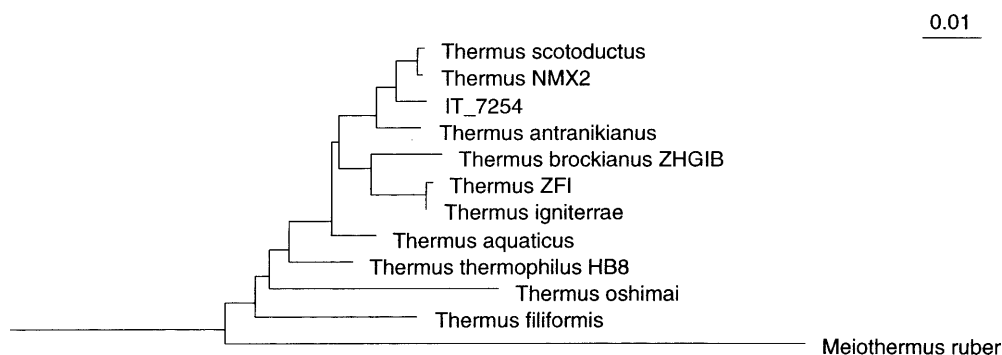 0.01
Thermus scotoductus
Thermus NMX2
IT_7254
Thermus antranikianus
Thermus brockianus ZHGIB
Thermus ZFI
Thermus igniterrae
Thermus aquaticus
Thermus thermophilus HB8
Thermus oshimai
Thermus filiformis
Meiothermus ruber